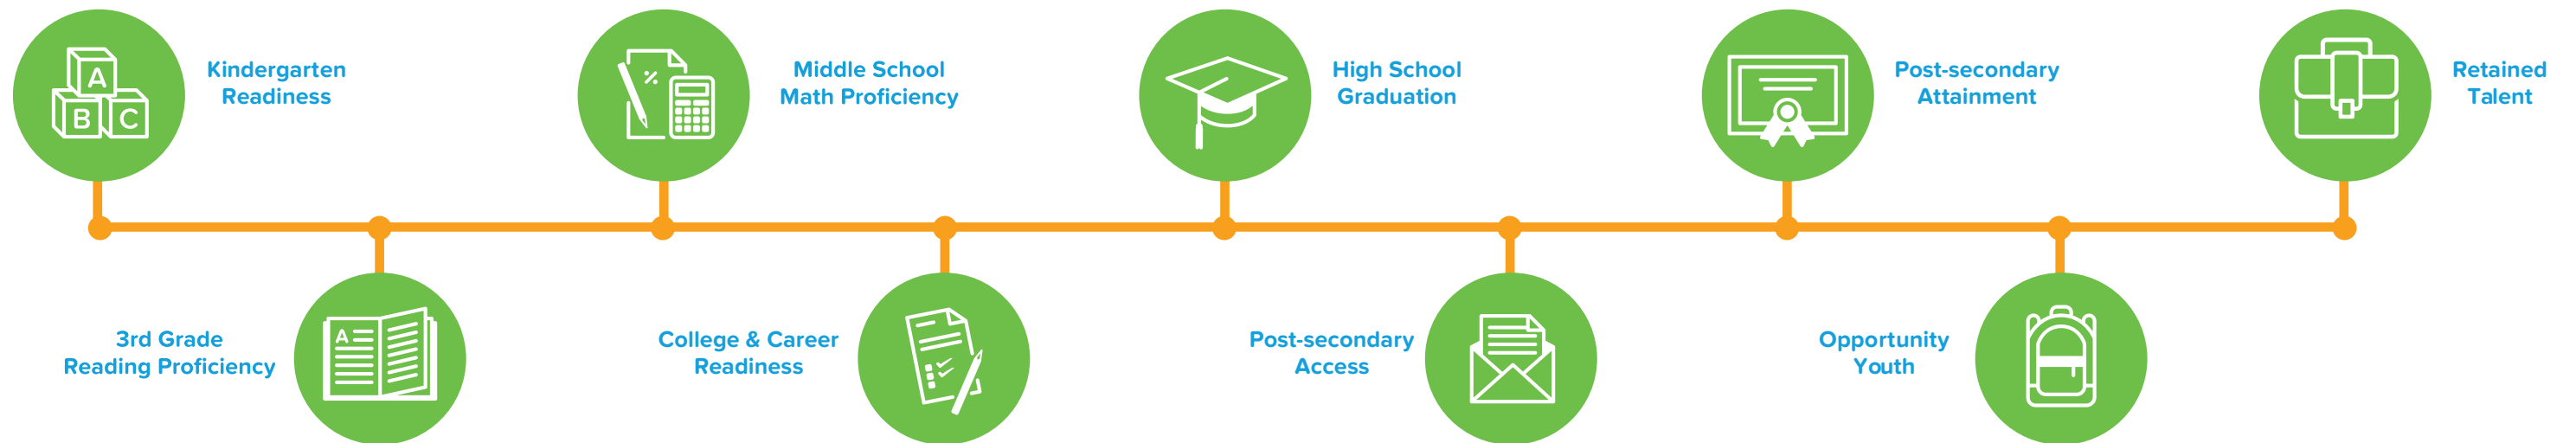 Kindergarten
Readiness
Middle School
Math Proficiency
High School
Graduation
Post-secondary
Attainment
Retained
Talent
3rd Grade
Reading Proficiency
College & Career
Readiness
Post-secondary
Access
Opportunity
Youth
A
B C
%
A